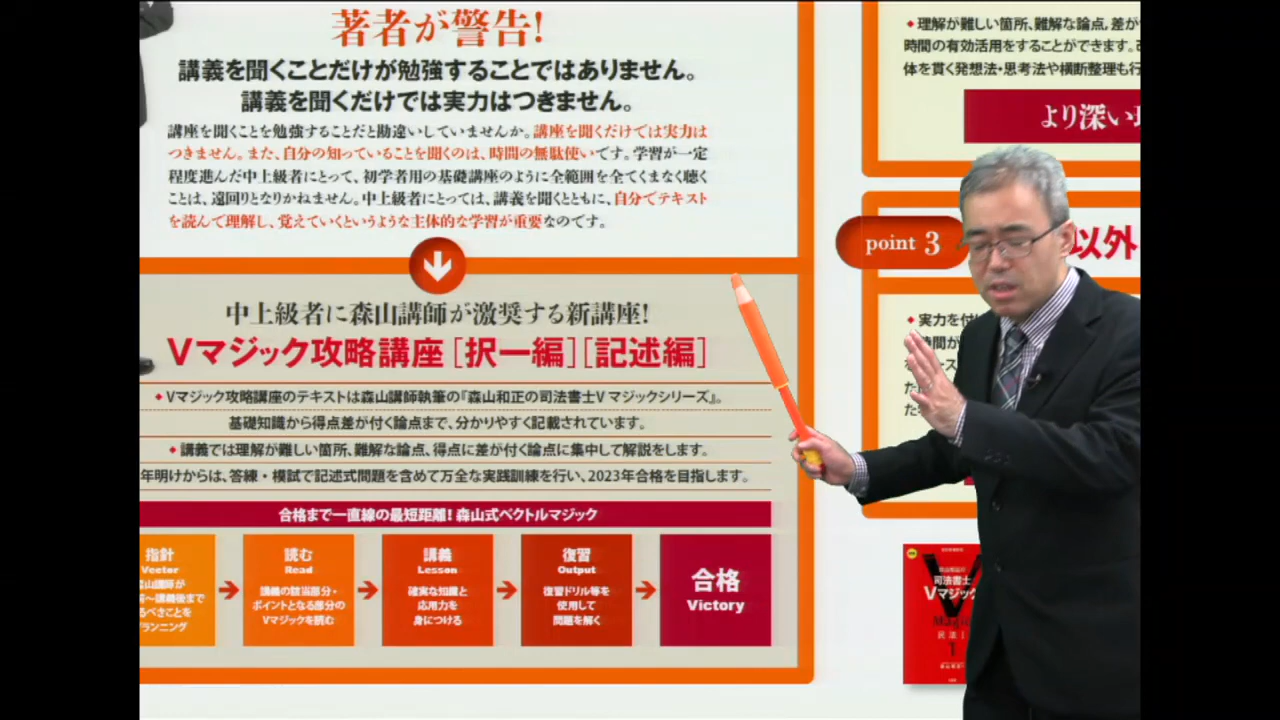 著者が警告!
講義を聞くことだけが勉強することではありません。
講義を聞くだけでは実力はつきません。
講座を聞くことを勉強することだと勘違いしていませんか。講座を聞くだけでは実力は
つきません。また、自分の知っていることを聞くのは、時間の無駄使いです。学習が一定
程度進んだ中上級者にとって、初学者用の基礎講座のように全範囲を全てくまなく聴く
ことは、遠回りとなりかねません。中上級者にとっては、講義を聞くとともに、自分でテキスト
を読んで理解し、覚えていくというような主体的な学習が重要なのです。
中上級者に森山講師が激奨する新講座!
Vマジック攻略講座[択一編][記述編]
◆Vマジック攻略講座のテキストは森山講師執筆の『森山和正の司法書士Vマジックシリーズ』。
基礎知識から得点差が付く論点まで、分かりやすく記載されています。
◆講義では理解が難しい箇所、難解な論点、得点に差が付く論点に集中して解説をします。
年明けからは、答練・模試で記述式問題を含めて万全な実践訓練を行い、2023年合格を目指します。
合格まで一直線の最短距離!森山式ベクトルマジック
指針
Vector
山講師が
〜講義後まで
べきことを
ランニング
読む
Read
講義の該当部分・
ポイントとなる部分の
Vマジックを読む
講義
Lesson
確実な知識と
応用力を
身につける
復習
Output
復習ドリル等を
使用して
問題を解く
合格
Victory
◆理解が難しい箇所、難解な論点、差が
時間の有効活用をすることができます。
体を貫く発想法・思考法や横断整理も行
より深い
point 3
以外
◆実力を付
時間が
司法書士
Vマジック
民法
1